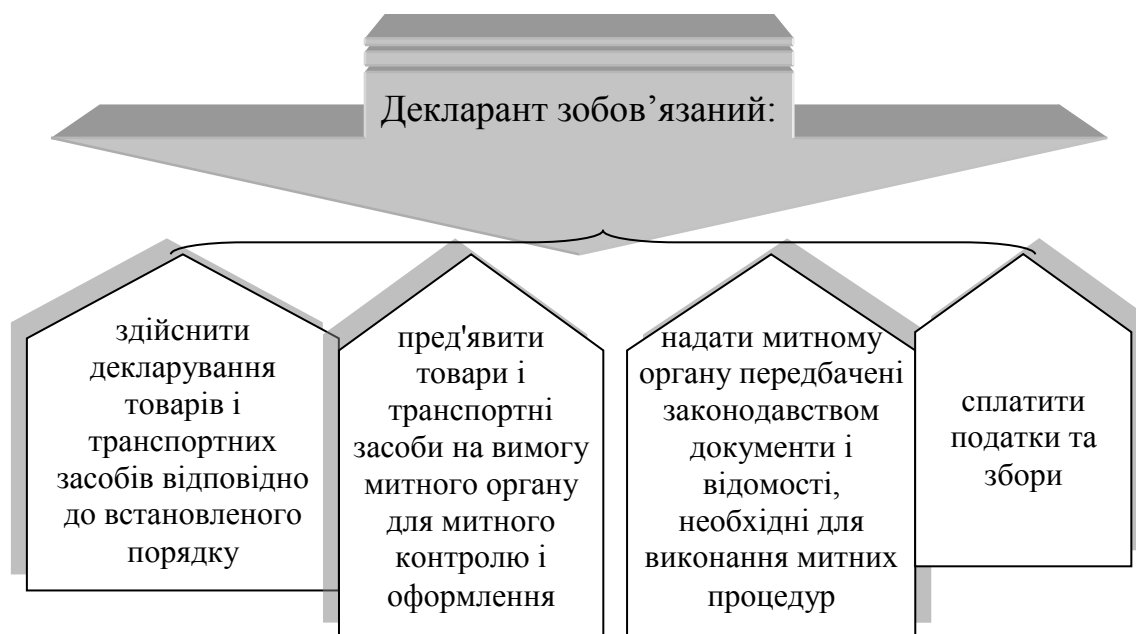 Декларант зобов’язаний:
здійснити
декларування
товарів і
транспортних
засобів відповідно
до встановленого
порядку
пред'явити
товари і
транспортні
засоби на вимогу
митного органу
для митного
контролю і
оформлення
надати митному
органу передбачені
законодавством
документи і
відомості,
необхідні для
виконання митних
процедур
сплатити
податки та
збори